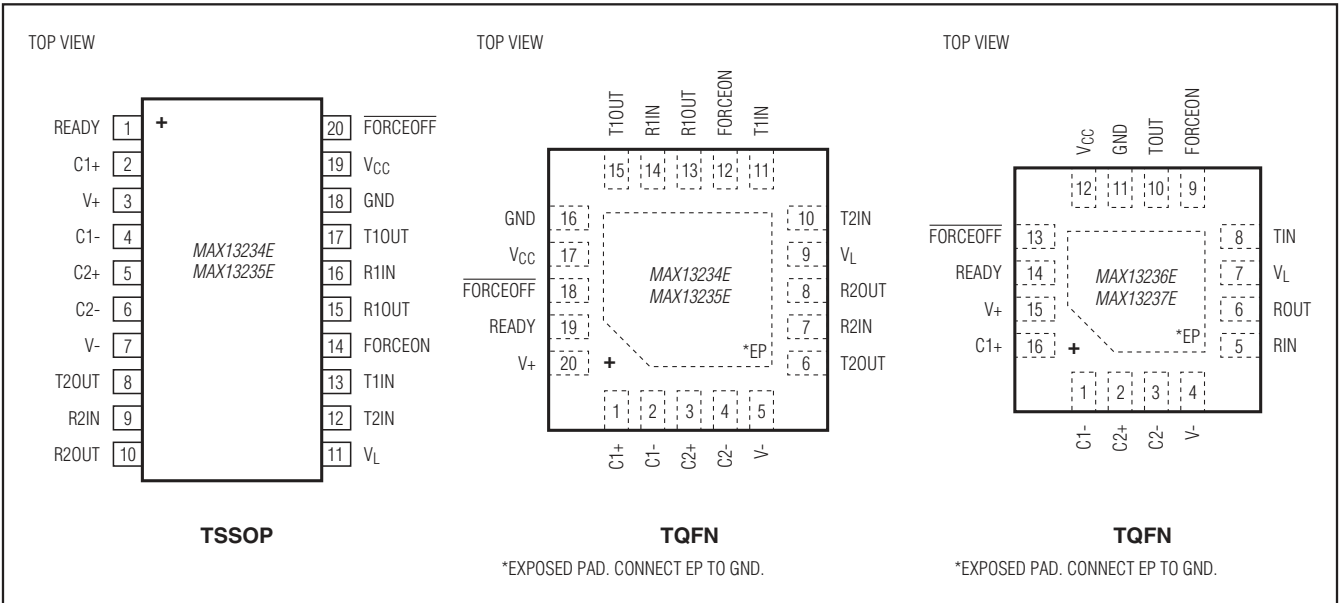 TOP VIEW
READY 1
C1+ 2
V+ 3
C1- 4
C2+ 5
C2- 6
V- 7
T2OUT 8
R2IN 9
R2OUT 10
+
MAX13234E
MAX13235E
20 FORCEOFF
19 VCC
18 GND
17 T1OUT
16 R1IN
15 R1OUT
14 FORCEON
13 T1IN
12 T2IN
11 VL
TSSOP
TOP VIEW
T1OUT R1IN R1OUT FORCEON T1IN
15 14 13 12 11
GND 16
VCC 17
FORCEOFF 18
READY 19
V+ 20
MAX13234E
MAX13235E
*EP
+
10 T2IN
9 VL
8 R2OUT
7 R2IN
6 T2OUT
1 2 3 4 5
C1+ C1- C2+ C2- V-
TQFN
*EXPOSED PAD. CONNECT EP TO GND.
TOP VIEW
VCC GND TOUT FORCEON
12 11 10 9
FORCEOFF 13
READY 14
V+ 15
C1+ 16
MAX13236E
MAX13237E
*EP
+
8 TIN
7 VL
6 ROUT
5 RIN
1 2 3 4
C1- C2+ C2- V-
TQFN
*EXPOSED PAD. CONNECT EP TO GND.